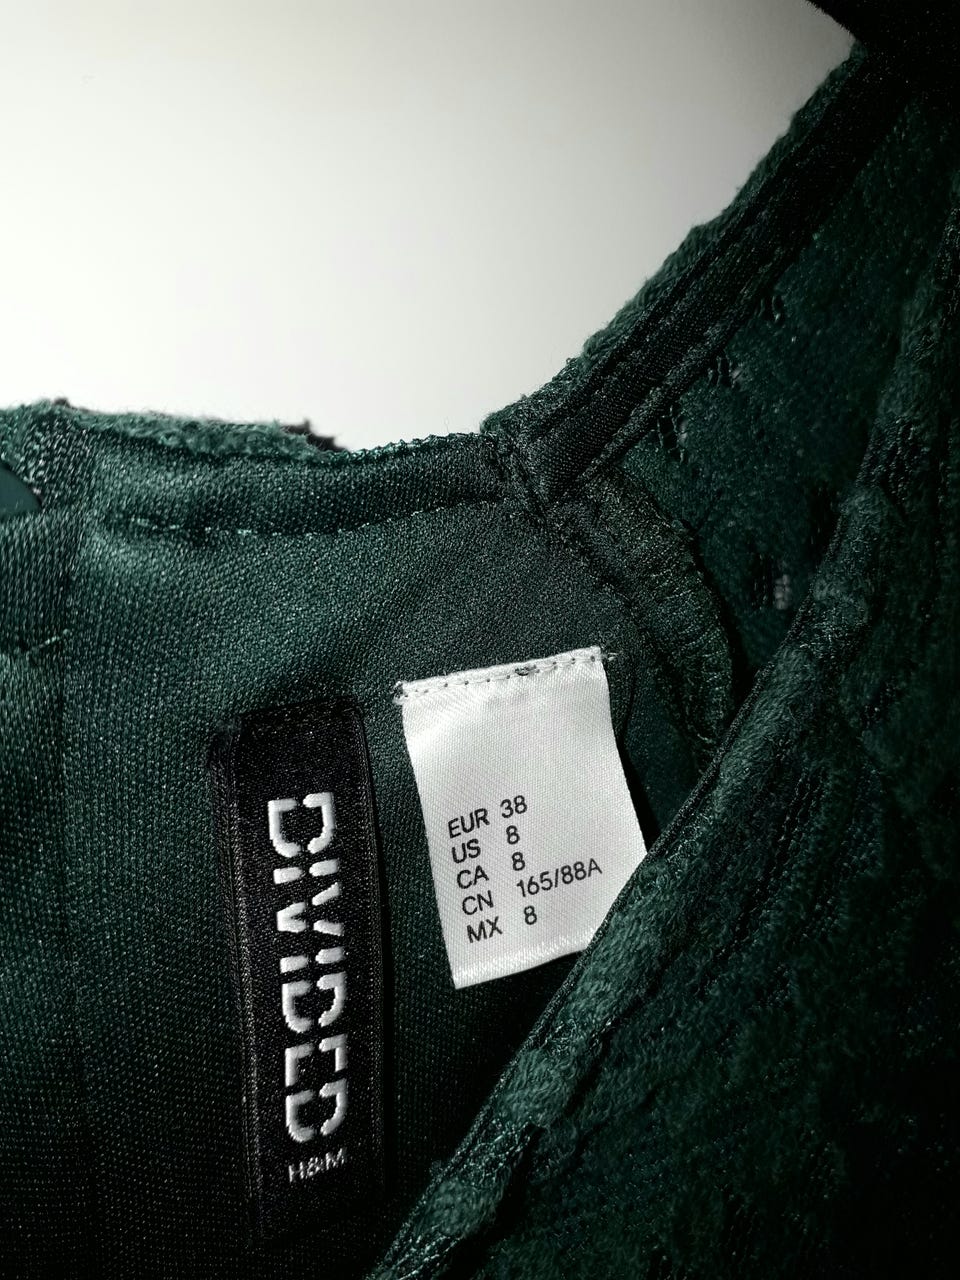 DIVIDED
H&M
EUR 38
US 8
CA 8
CN 165/88A
MX 8